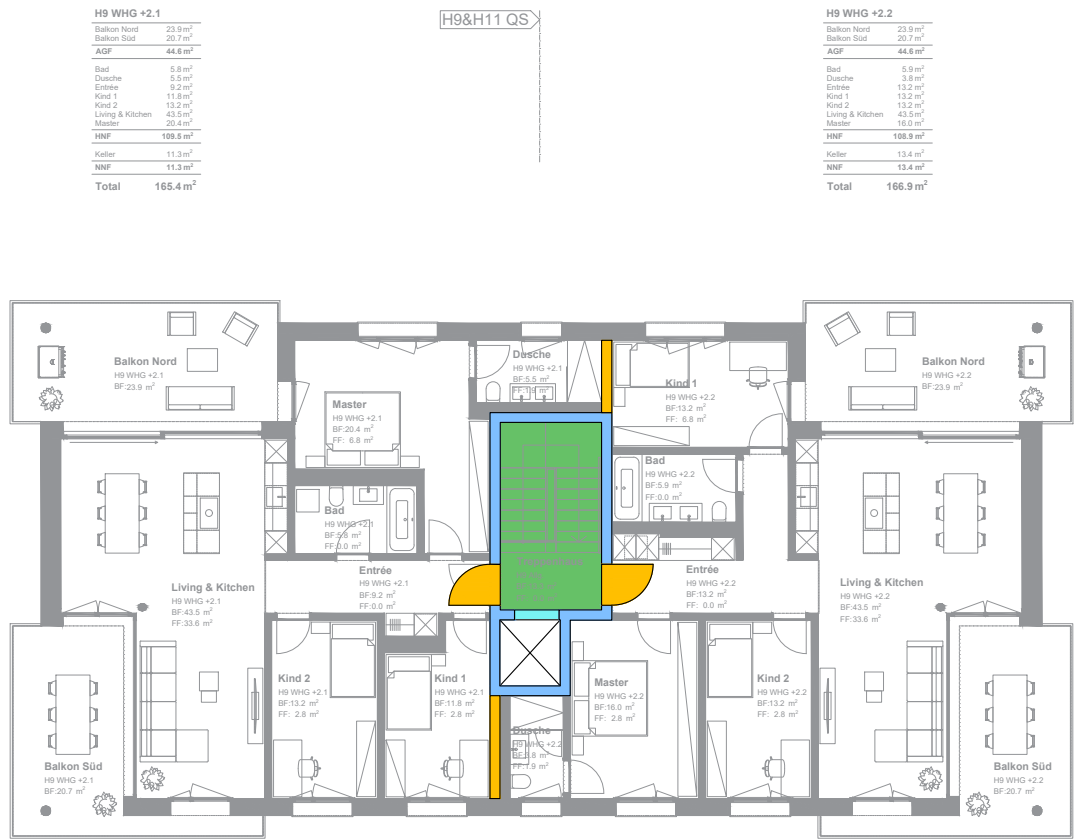 H9 WHG +2.1
Balkon Nord 23.9 m²
Balkon Süd 20.7 m²
AGF 44.6 m²
Bad 5.8 m²
Dusche 5.5 m²
Entrée 9.2 m²
Kind 1 11.8 m²
Kind 2 13.2 m²
Living & Kitchen 43.5 m²
Master 20.4 m²
HNF 109.5 m²
Keller 11.3 m²
NNF 11.3 m²
Total 165.4 m²
H9&H11 QS
H9 WHG +2.2
Balkon Nord 23.9 m²
Balkon Süd 20.7 m²
AGF 44.6 m²
Bad 5.9 m²
Dusche 3.8 m²
Entrée 13.2 m²
Kind 1 13.2 m²
Kind 2 13.2 m²
Living & Kitchen 43.5 m²
Master 16.0 m²
HNF 108.9 m²
Keller 13.4 m²
NNF 13.4 m²
Total 166.9 m²
Balkon Nord
H9 WHG +2.1
BF:23.9 m²
Dusche
H9 WHG +2.1
BF:5.5 m²
FF:1.9 m²
Kind 1
H9 WHG +2.2
BF:13.2 m²
FF: 6.8 m²
Balkon Nord
H9 WHG +2.2
BF:23.9 m²
Master
H9 WHG +2.1
BF:20.4 m²
FF: 6.8 m²
Bad
H9 WHG +2.2
BF:5.9 m²
FF:0.0 m²
Bad
H9 WHG +2.1
BF:5.8 m²
FF:0.0 m²
Treppenhaus
Entrée
H9 WHG +2.1
BF:9.2 m²
FF:0.0 m²
Entrée
H9 WHG +2.2
BF:13.2 m²
FF: 0.0 m²
Living & Kitchen
H9 WHG +2.1
BF:43.5 m²
FF:33.6 m²
Living & Kitchen
H9 WHG +2.2
BF:43.5 m²
FF:33.6 m²
Kind 2
H9 WHG +2.1
BF:13.2 m²
FF: 2.8 m²
Kind 1
H9 WHG +2.1
BF:11.8 m²
FF: 2.8 m²
Master
H9 WHG +2.2
BF:16.0 m²
FF: 2.8 m²
Kind 2
H9 WHG +2.2
BF:13.2 m²
FF: 2.8 m²
Dusche
H9 WHG +2.2
BF:3.8 m²
FF:1.9 m²
Balkon Süd
H9 WHG +2.1
BF:20.7 m²
Balkon Süd
H9 WHG +2.2
BF:20.7 m²